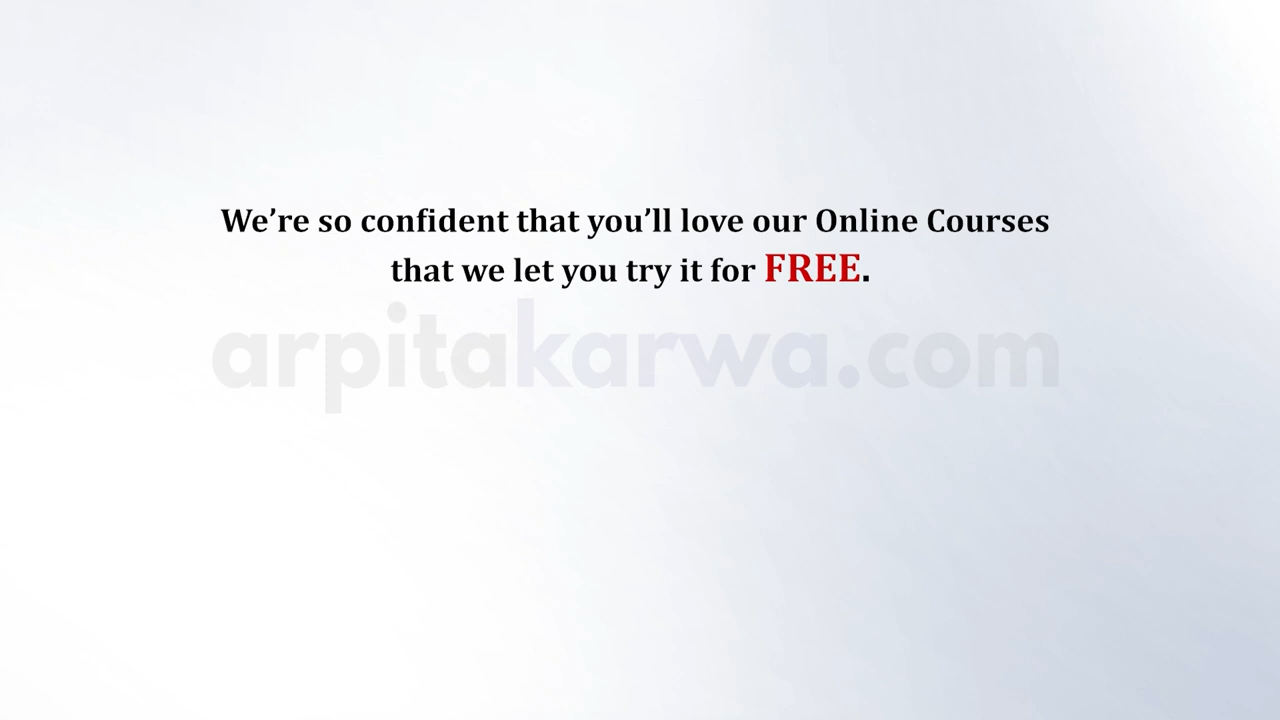 We’re so confident that you’ll love our Online Courses
that we let you try it for FREE.
arpitakarwa.com